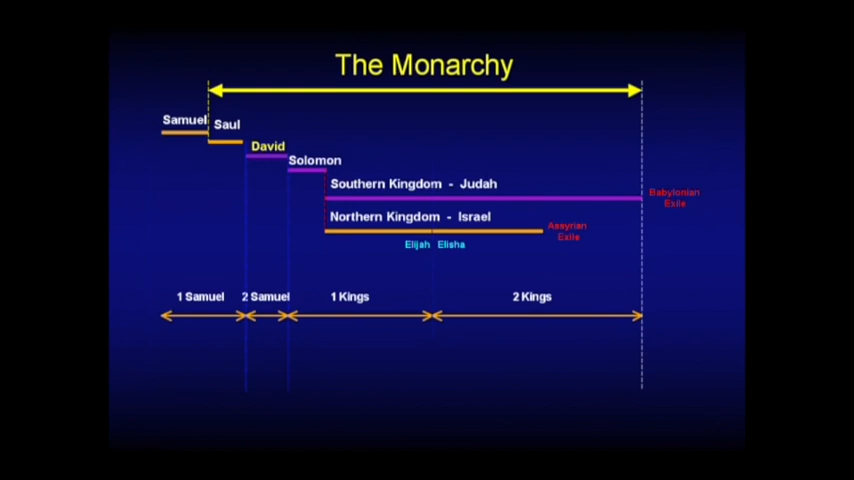 The Monarchy
Samuel
Saul
David
Solomon
Southern Kingdom - Judah
Babylonian
Exile
Northern Kingdom - Israel
Assyrian
Exile
Elijah Elisha
1 Samuel 2 Samuel 1 Kings 2 Kings